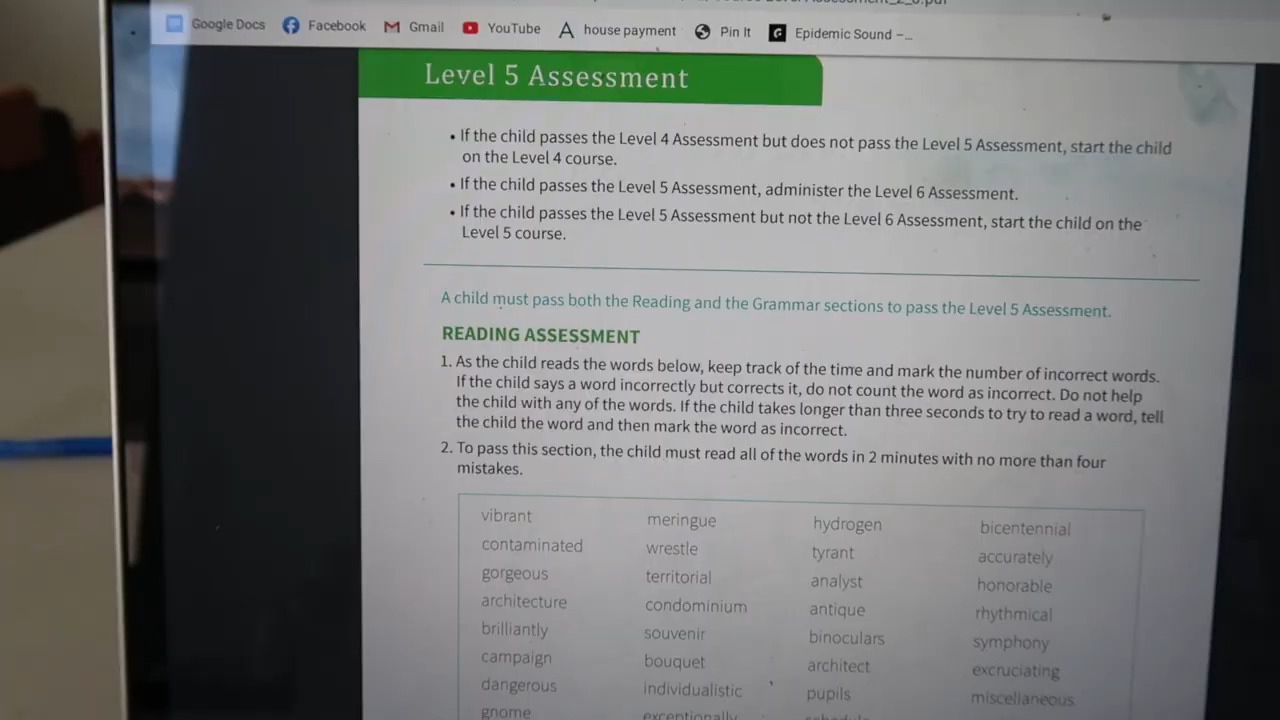 Google Docs Facebook Gmail YouTube house payment Pin It Epidemic Sound –...
Level 5 Assessment
• If the child passes the Level 4 Assessment but does not pass the Level 5 Assessment, start the child
on the Level 4 course.
• If the child passes the Level 5 Assessment, administer the Level 6 Assessment.
• If the child passes the Level 5 Assessment but not the Level 6 Assessment, start the child on the
Level 5 course.
A child must pass both the Reading and the Grammar sections to pass the Level 5 Assessment.
READING ASSESSMENT
1. As the child reads the words below, keep track of the time and mark the number of incorrect words.
If the child says a word incorrectly but corrects it, do not count the word as incorrect. Do not help
the child with any of the words. If the child takes longer than three seconds to try to read a word, tell
the child the word and then mark the word as incorrect.
2. To pass this section, the child must read all of the words in 2 minutes with no more than four
mistakes.
vibrant meringue hydrogen bicentennial
contaminated wrestle tyrant accurately
gorgeous territorial analyst honorable
architecture condominium antique rhythmical
brilliantly souvenir binoculars symphony
campaign bouquet architect excruciating
dangerous individualistic pupils miscellaneous
gnome exceptionally